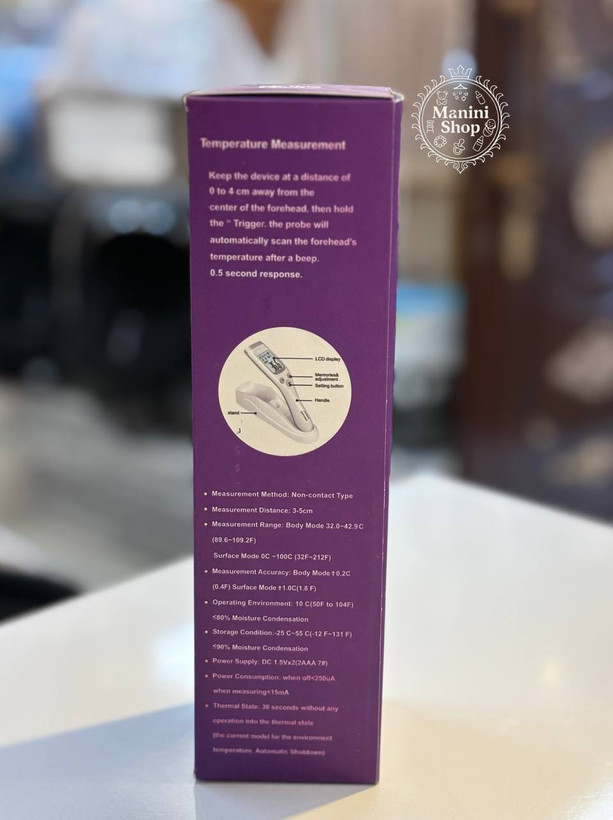 Manini
Shop
Temperature Measurement
Keep the device at a distance of
0 to 4 cm away from the
center of the forehead, then hold
the " Trigger. the probe will
automatically scan the forehead's
temperature after a beep.
0.5 second response.
LCD display
Memories&
adjustment
Setting button
Handle
stand
• Measurement Method: Non-contact Type
• Measurement Distance: 3-5cm
• Measurement Range: Body Mode 32.0~42.9C
(89.6~109.2F)
Surface Mode 0C ~100C (32F~212F)
• Measurement Accuracy: Body Mode†0.2C
(0.4F) Surface Mode†1.0C(1.8 F)
• Operating Environment: 10 C(50F to 104F)
≤80% Moisture Condensation
• Storage Condition:-25 C~55 C(-12 F~131 F)
≤90% Moisture Condensation
• Power Supply: DC 1.5Vx2(2AAA 7#)
• Power Consumption: when off<250uA
when measuring<15mA
• Thermal State: 30 seconds without any
operation into the thermal state
(the current model for the environment
temperature. Automatic Shutdown)